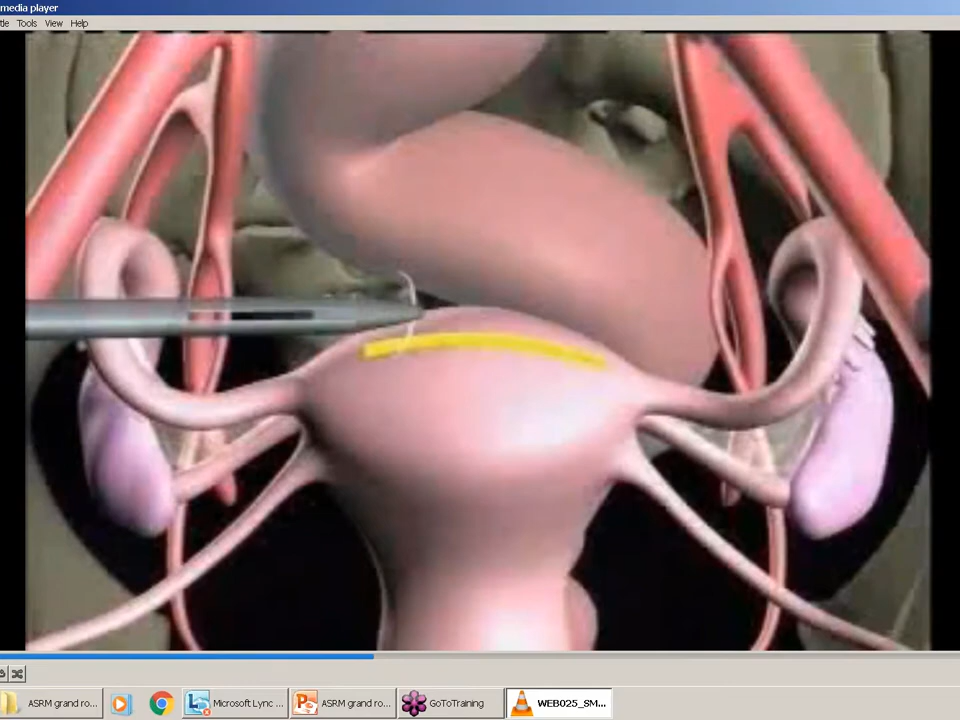 media player
Tools View Help
ASRM grand ro...
Microsoft Lync ...
ASRM grand ro...
GoToTraining
WEB025_SM...